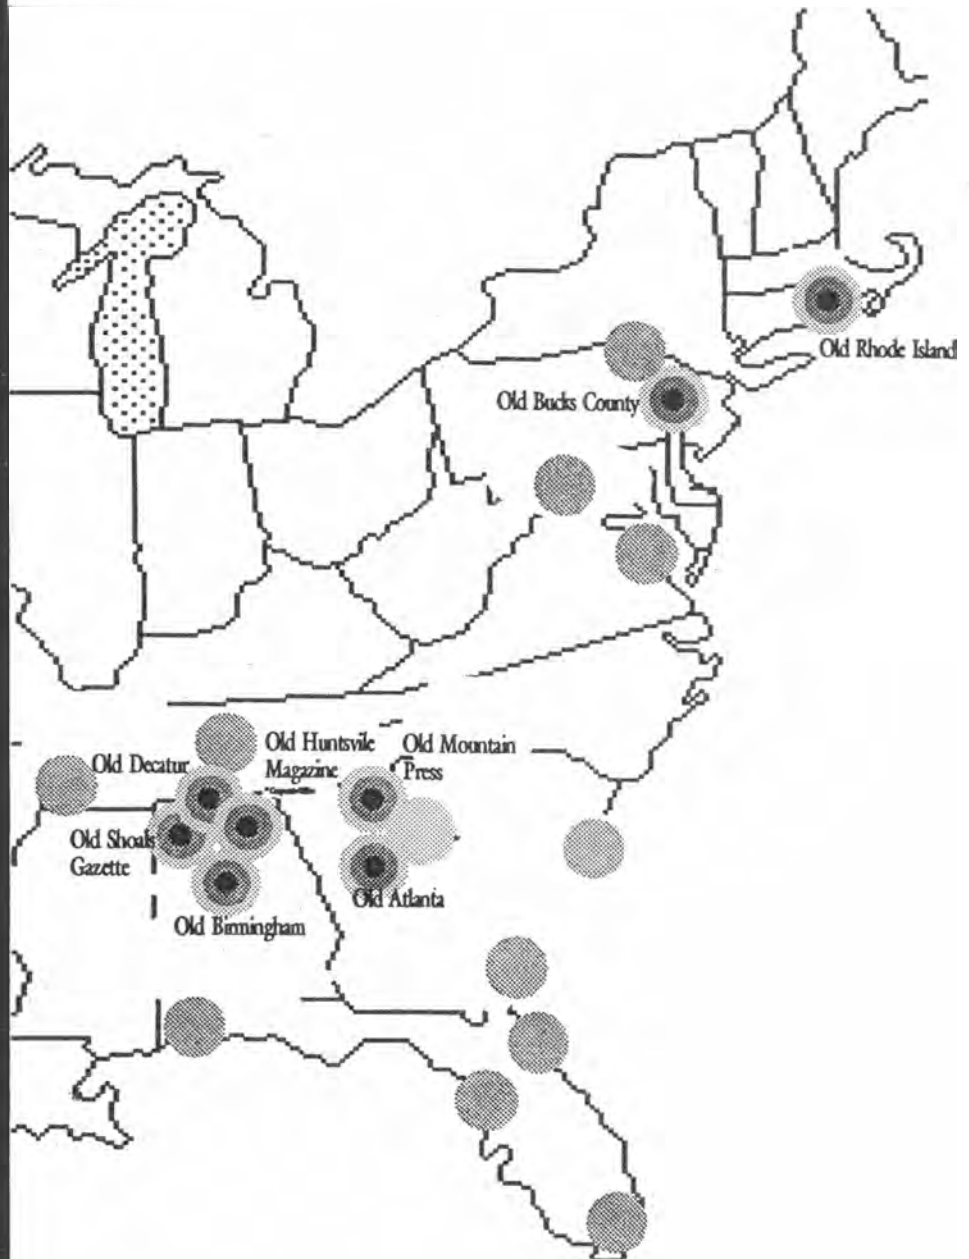 Old Rhode Island
Old Bucks County
Old Huntsvile
Magazine
Old Mountain
Press
Old Decatur
Old Shoals
Gazette
Old Atlanta
Old Birmingham